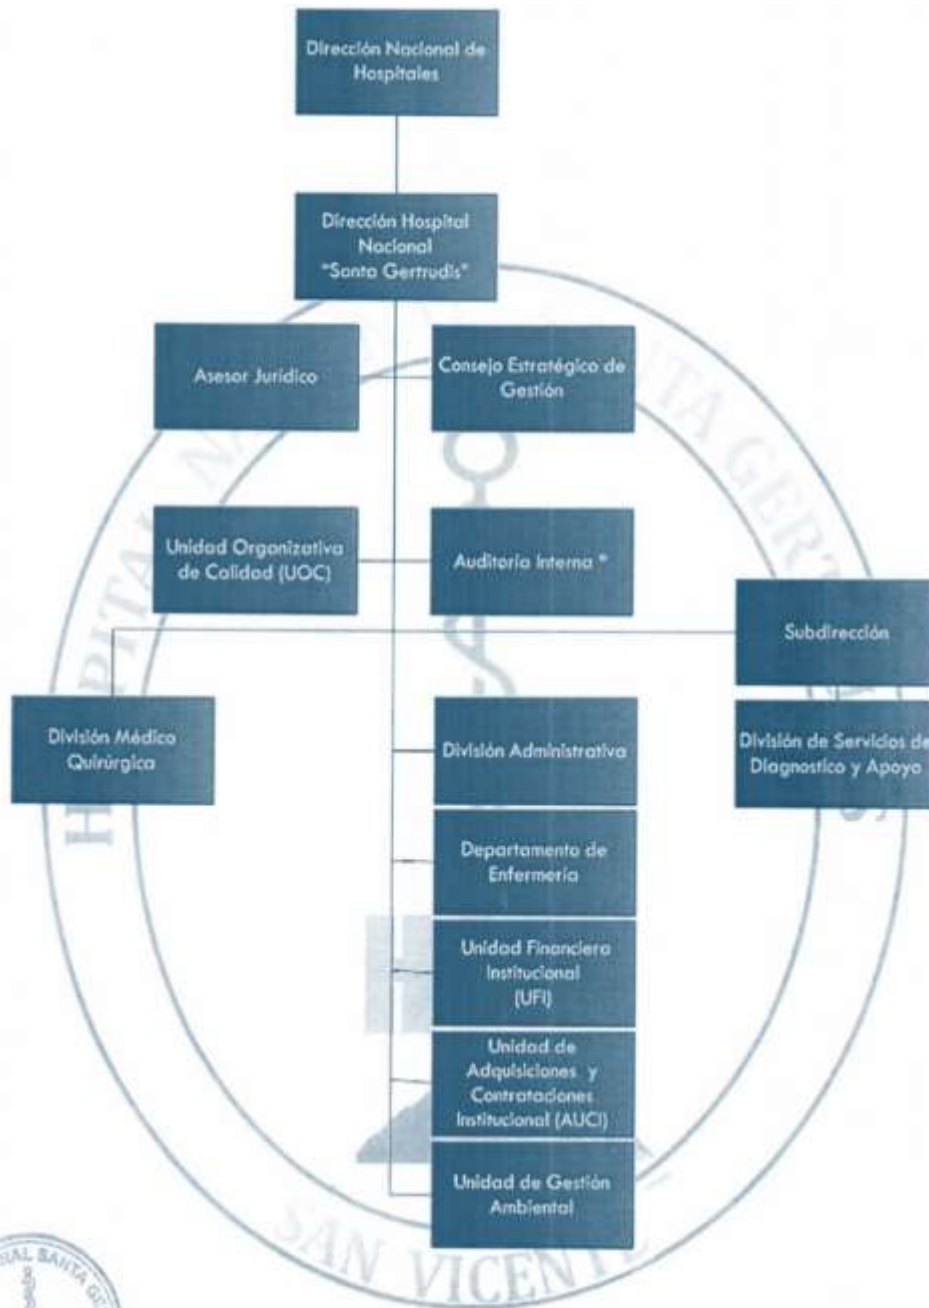 Dirección Nacional de
Hospitales
Dirección Hospital
Nacional
"Santa Gertrudis"
Asesor Jurídico
Consejo Estratégico de
Gestión
Unidad Organizativa
de Calidad (UOC)
Auditoría Interna *
Subdirección
División Médico
Quirúrgica
División Administrativa
División de Servicios de
Diagnostico y Apoyo
Departamento de
Enfermería
Unidad Financiera
Institucional
(UFI)
Unidad de
Adquisiciones y
Contrataciones
Institucional (AUCI)
Unidad de Gestión
Ambiental
SAN VICENTE